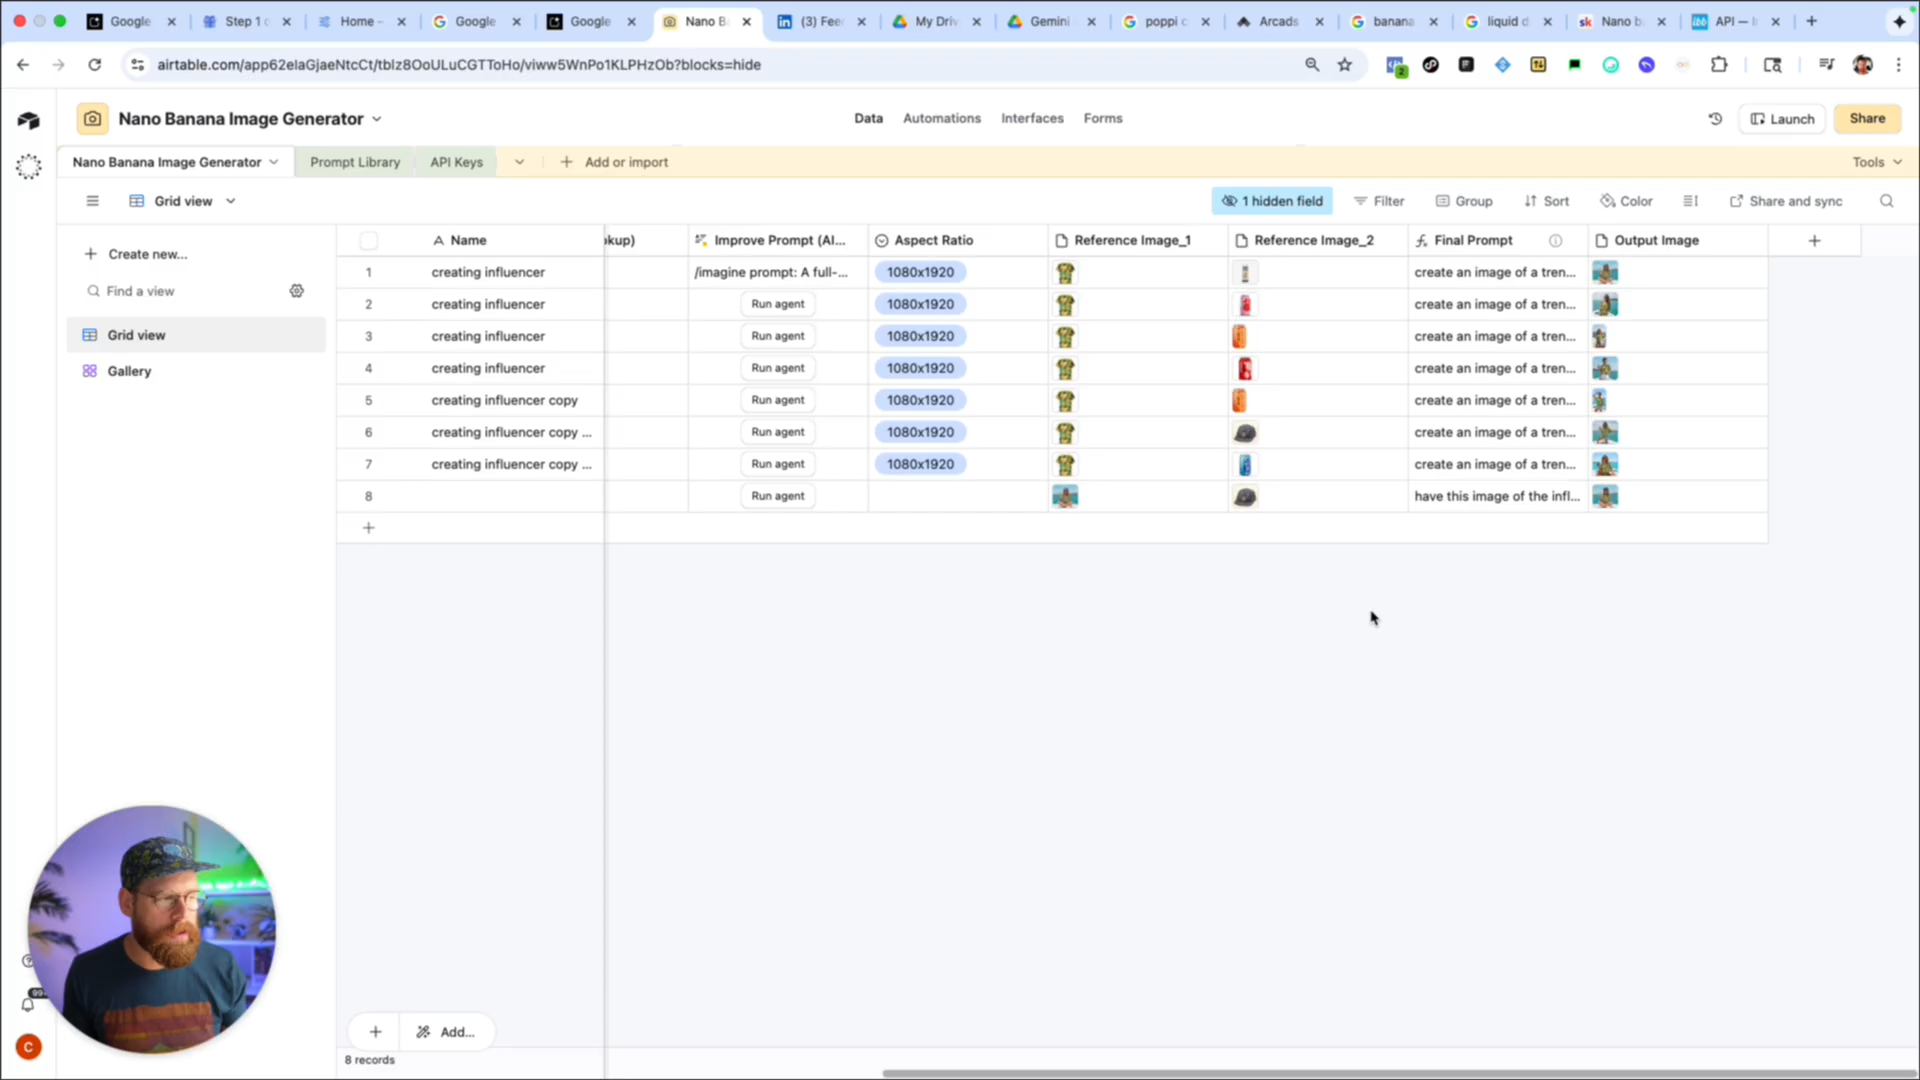 Google
Step 1 o
Home –
Google
Google
Nano B
(3) Fee
My Driv
Gemini
poppi c
Arcads
banana
liquid d
Nano b
API — I
airtable.com/app62elaGjaeNtcCt/tblz8OoULuCGTToHo/viww5WnPo1KLPHzOb?blocks=hide
2
Nano Banana Image Generator
Data
Automations
Interfaces
Forms
Launch
Share
Nano Banana Image Generator
Prompt Library
API Keys
Add or import
Tools
Grid view
1 hidden field
Filter
Group
Sort
Color
Share and sync
Create new...
Find a view
Grid view
Gallery
Name
okup)
Improve Prompt (AI...
Aspect Ratio
Reference Image_1
Reference Image_2
Final Prompt
Output Image
1 creating influencer /imagine prompt: A full-... 1080x1920 create an image of a tren...
2 creating influencer Run agent 1080x1920 create an image of a tren...
3 creating influencer Run agent 1080x1920 create an image of a tren...
4 creating influencer Run agent 1080x1920 create an image of a tren...
5 creating influencer copy Run agent 1080x1920 create an image of a tren...
6 creating influencer copy ... Run agent 1080x1920 create an image of a tren...
7 creating influencer copy ... Run agent 1080x1920 create an image of a tren...
8 Run agent have this image of the infl...
Add...
8 records
99+
C